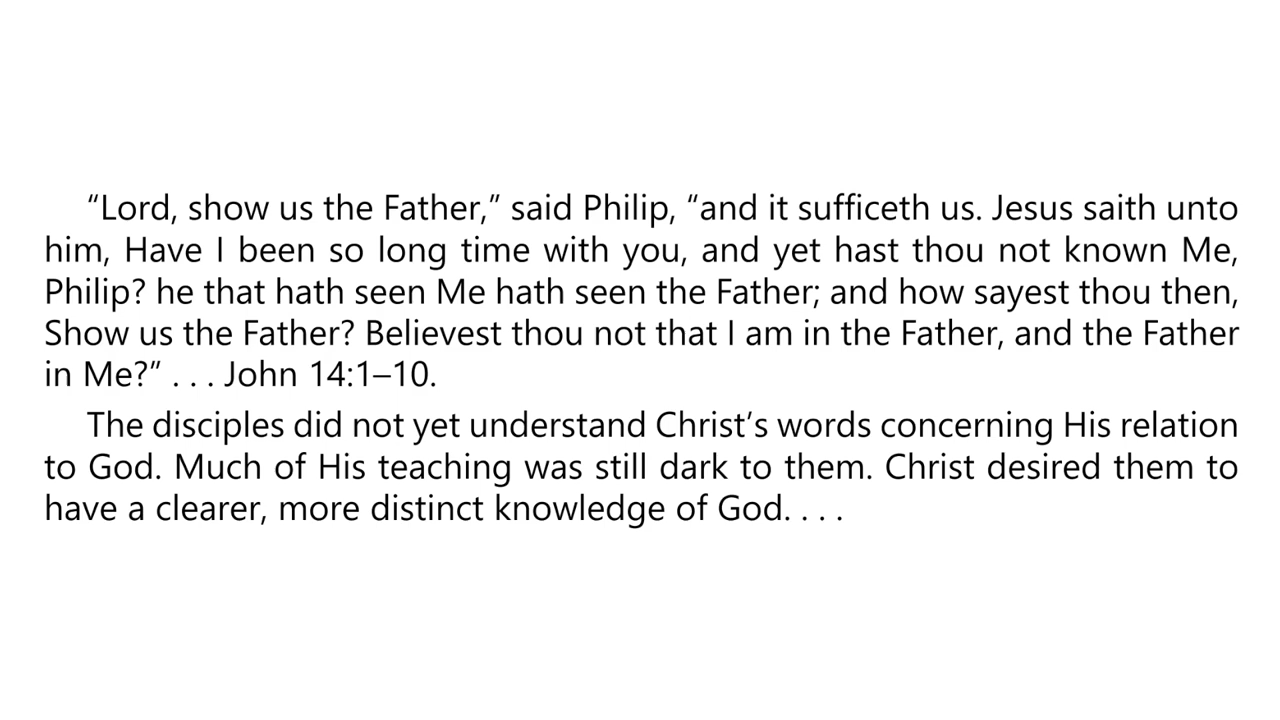 “Lord, show us the Father,” said Philip, “and it sufficeth us. Jesus saith unto
him, Have I been so long time with you, and yet hast thou not known Me,
Philip? he that hath seen Me hath seen the Father; and how sayest thou then,
Show us the Father? Believest thou not that I am in the Father, and the Father
in Me?” . . . John 14:1–10.
The disciples did not yet understand Christ’s words concerning His relation
to God. Much of His teaching was still dark to them. Christ desired them to
have a clearer, more distinct knowledge of God. . . .